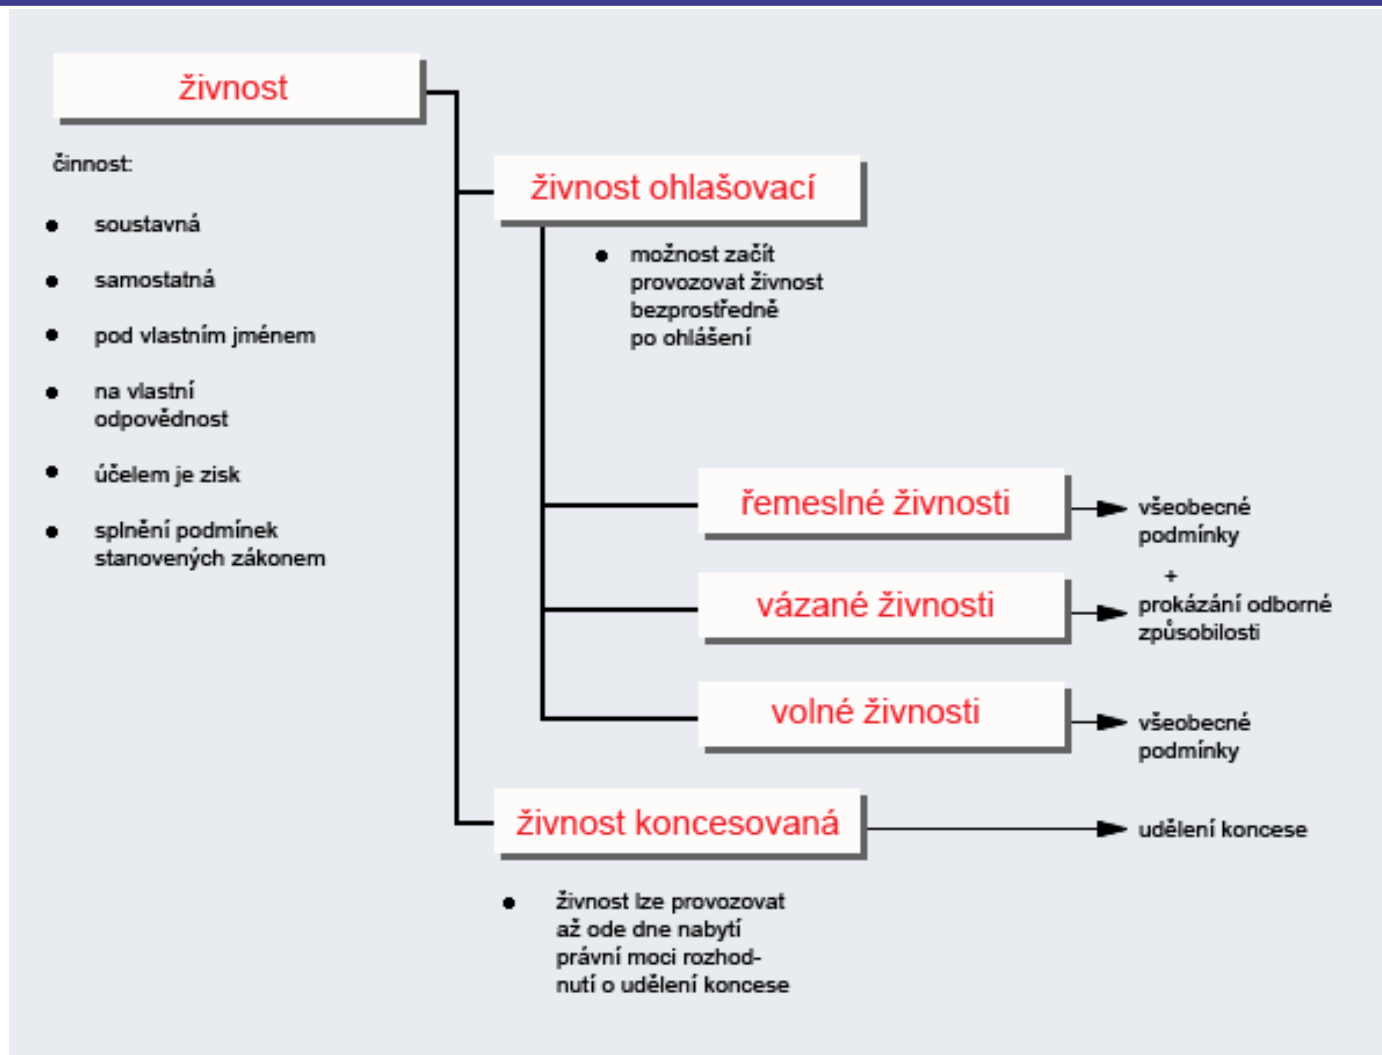 živnost
činnost:
● soustavná
● samostatná
● pod vlastním jménem
● na vlastní
odpovědnost
● účelem je zisk
● splnění podmínek
stanovených zákonem
živnost ohlašovací
● možnost začít
provozovat živnost
bezprostředně
po ohlášení
řemeslné živnosti
všeobecné
podmínky
+
vázané živnosti
prokázání odborné
způsobilosti
volné živnosti
všeobecné
podmínky
živnost koncesovaná
udělení koncese
● živnost lze provozovat
až ode dne nabytí
právní moci rozhod-
nutí o udělení koncese